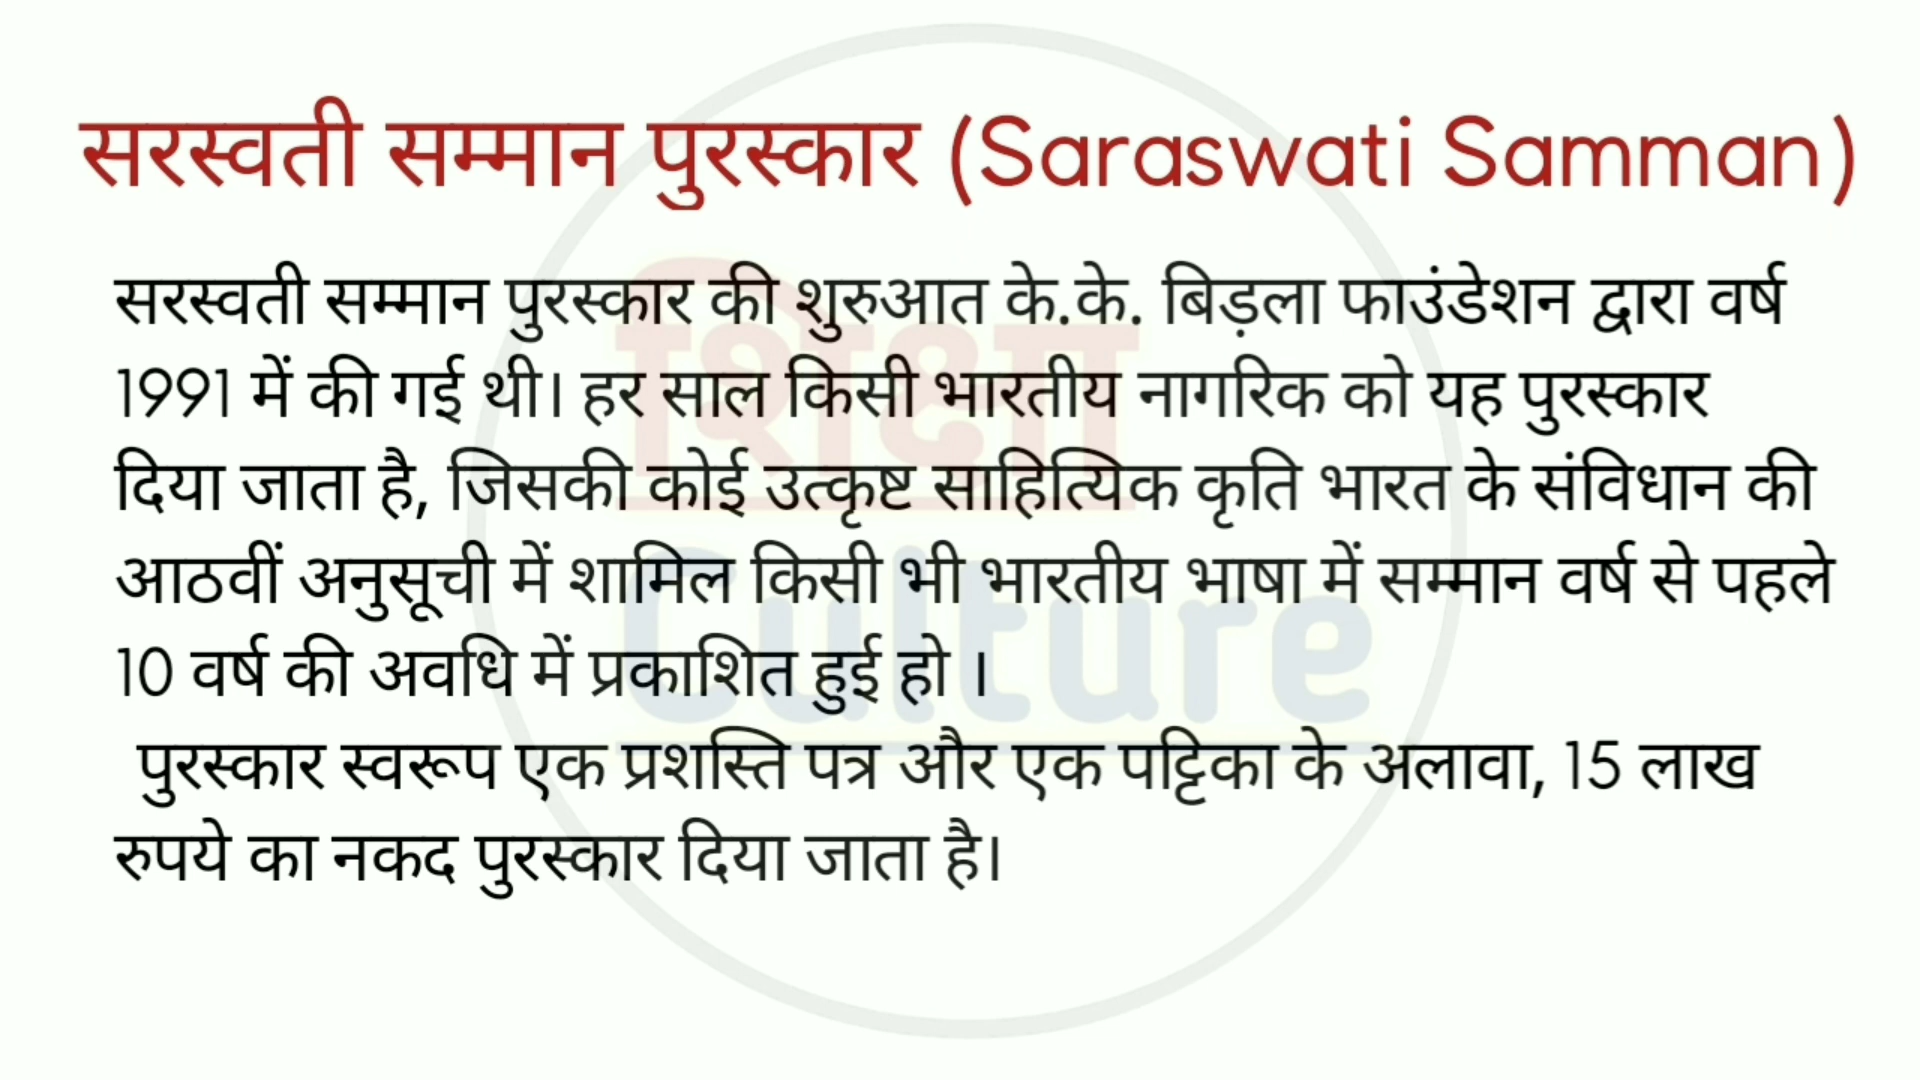 सरस्वती सम्मान पुरस्कार (Saraswati Samman)
सरस्वती सम्मान पुरस्कार की शुरुआत के.के. बिड़ला फाउंडेशन द्वारा वर्ष
1991 में की गई थी। हर साल किसी भारतीय नागरिक को यह पुरस्कार
दिया जाता है, जिसकी कोई उत्कृष्ट साहित्यिक कृति भारत के संविधान की
आठवीं अनुसूची में शामिल किसी भी भारतीय भाषा में सम्मान वर्ष से पहले
10 वर्ष की अवधि में प्रकाशित हुई हो ।
पुरस्कार स्वरूप एक प्रशस्ति पत्र और एक पट्टिका के अलावा, 15 लाख
रुपये का नकद पुरस्कार दिया जाता है।
शिक्षा
Culture